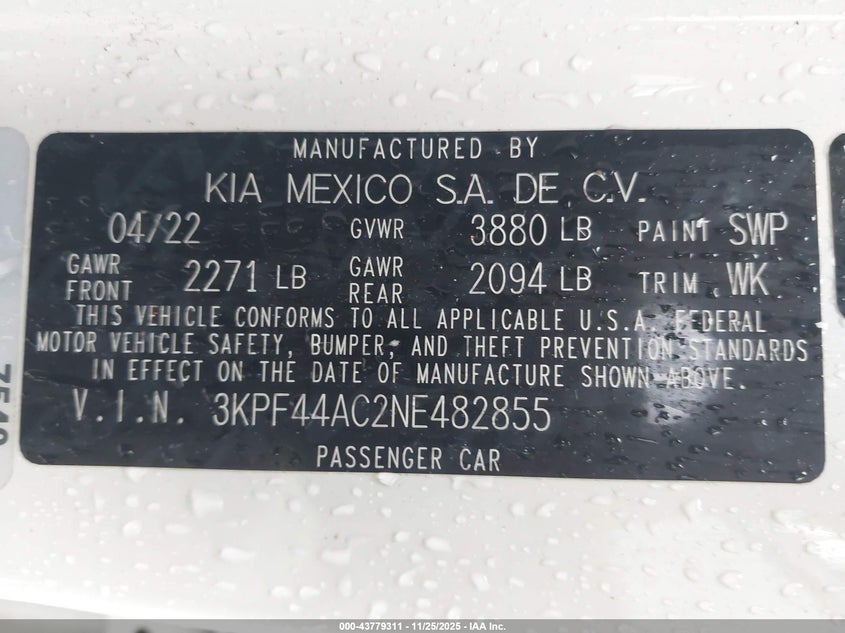 MANUFACTURED BY
KIA MEXICO S.A. DE C.V.
04/22 GVWR 3880 LB PAINT SWP
GAWR FRONT 2271 LB GAWR REAR 2094 LB TRIM WK
THIS VEHICLE CONFORMS TO ALL APPLICABLE U.S.A. FEDERAL
MOTOR VEHICLE SAFETY, BUMPER, AND THEFT PREVENTION STANDARDS
IN EFFECT ON THE DATE OF MANUFACTURE SHOWN ABOVE.
V.I.N. 3KPF44AC2NE482855
PASSENGER CAR
000-43779311 - 11/25/2025 - IAA Inc.